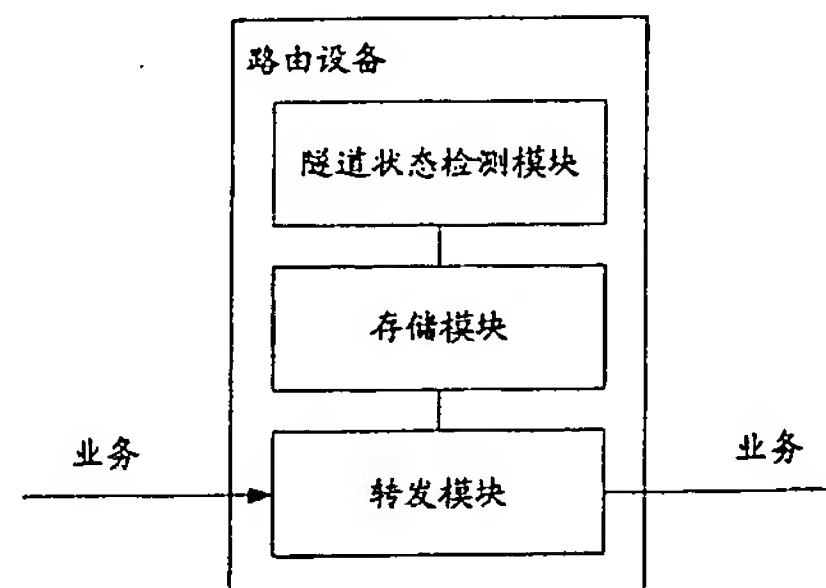 路由设备
隧道状态检测模块
存储模块
业务
转发模块
业务